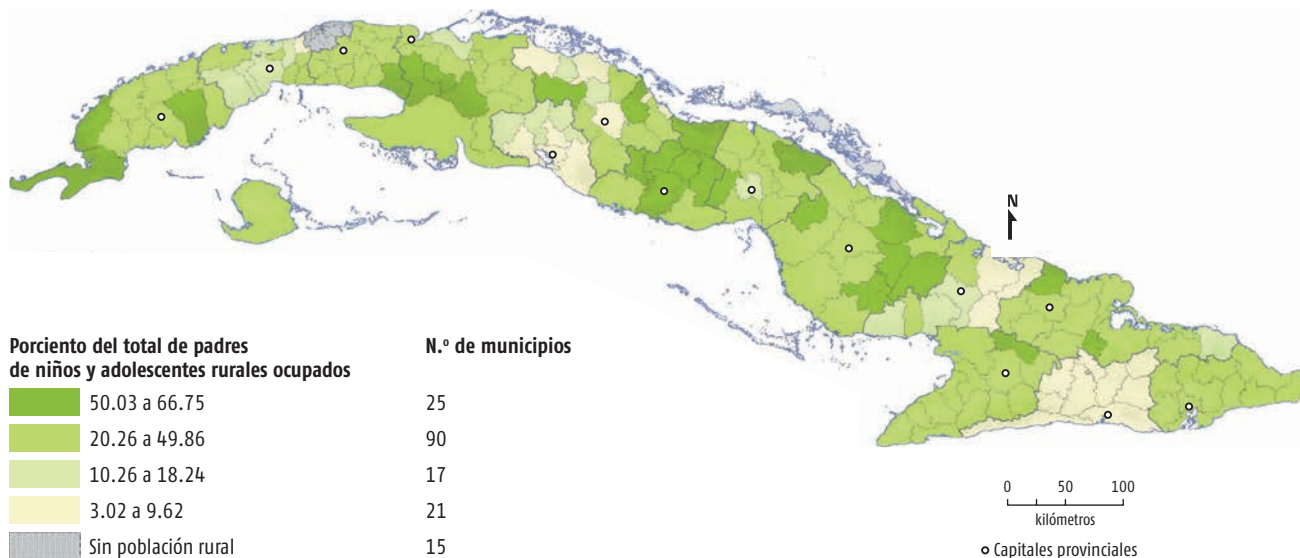 N
Porciento del total de padres
de niños y adolescentes rurales ocupados
N.º de municipios
50.03 a 66.75 25
20.26 a 49.86 90
10.26 a 18.24 17
3.02 a 9.62 21
Sin población rural 15
0 50 100
kilómetros
Capitales provinciales